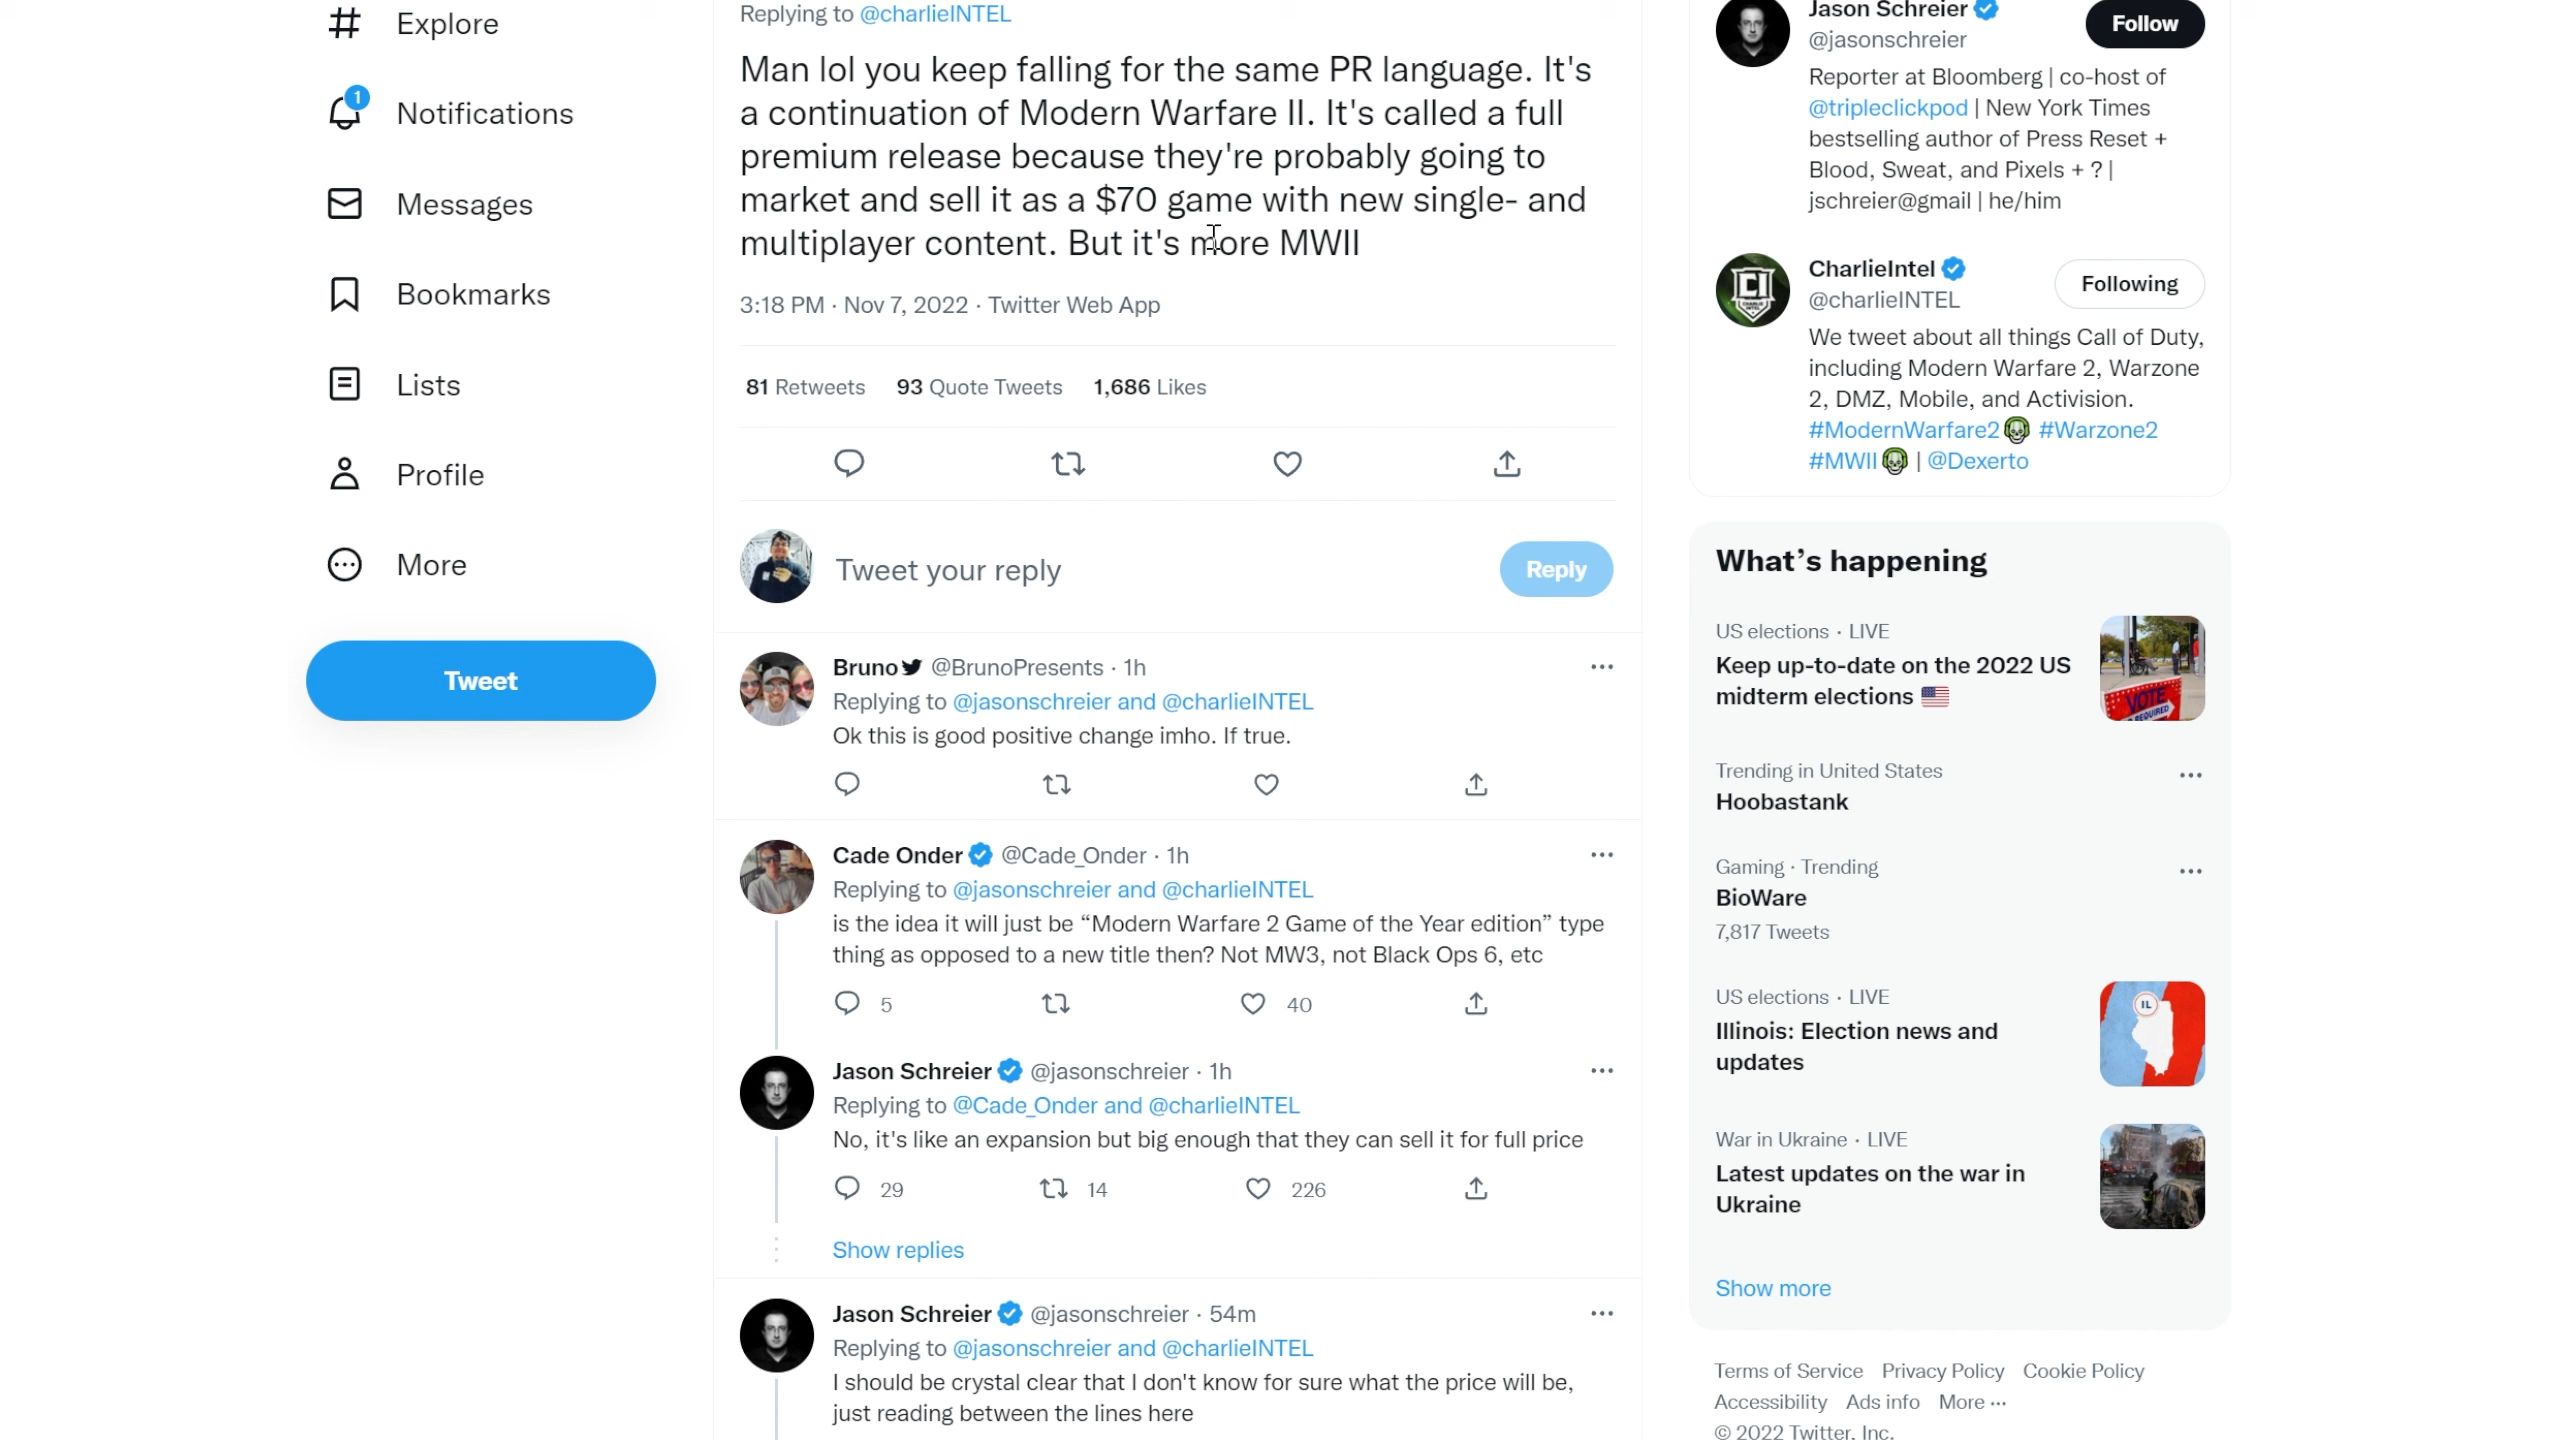 Explore
1
Notifications
Messages
Bookmarks
Lists
Profile
More
Tweet
Replying to @charlieINTEL
Man lol you keep falling for the same PR language. It's
a continuation of Modern Warfare II. It's called a full
premium release because they're probably going to
market and sell it as a $70 game with new single- and
multiplayer content. But it's more MWII
3:18 PM · Nov 7, 2022 · Twitter Web App
81 Retweets 93 Quote Tweets 1,686 Likes
Tweet your reply
Reply
Bruno @BrunoPresents · 1h
Replying to @jasonschreier and @charlieINTEL
Ok this is good positive change imho. If true.
Cade Onder @Cade_Onder · 1h
Replying to @jasonschreier and @charlieINTEL
is the idea it will just be “Modern Warfare 2 Game of the Year edition” type
thing as opposed to a new title then? Not MW3, not Black Ops 6, etc
5 40
Jason Schreier @jasonschreier · 1h
Replying to @Cade_Onder and @charlieINTEL
No, it's like an expansion but big enough that they can sell it for full price
29 14 226
Show replies
Jason Schreier @jasonschreier · 54m
Replying to @jasonschreier and @charlieINTEL
I should be crystal clear that I don't know for sure what the price will be,
just reading between the lines here
Jason Schreier
@jasonschreier
Follow
Reporter at Bloomberg | co-host of
@tripleclickpod | New York Times
bestselling author of Press Reset +
Blood, Sweat, and Pixels + ? |
jschreier@gmail | he/him
CharlieIntel
@charlieINTEL
Following
CI
We tweet about all things Call of Duty,
including Modern Warfare 2, Warzone
2, DMZ, Mobile, and Activision.
#ModernWarfare2 #Warzone2
#MWII | @Dexerto
What’s happening
US elections · LIVE
Keep up-to-date on the 2022 US
midterm elections
VOTE
Trending in United States
Hoobastank
Gaming · Trending
BioWare
7,817 Tweets
US elections · LIVE
Illinois: Election news and
updates
IL
War in Ukraine · LIVE
Latest updates on the war in
Ukraine
Show more
Terms of Service Privacy Policy Cookie Policy
Accessibility Ads info More ···
© 2022 Twitter, Inc.